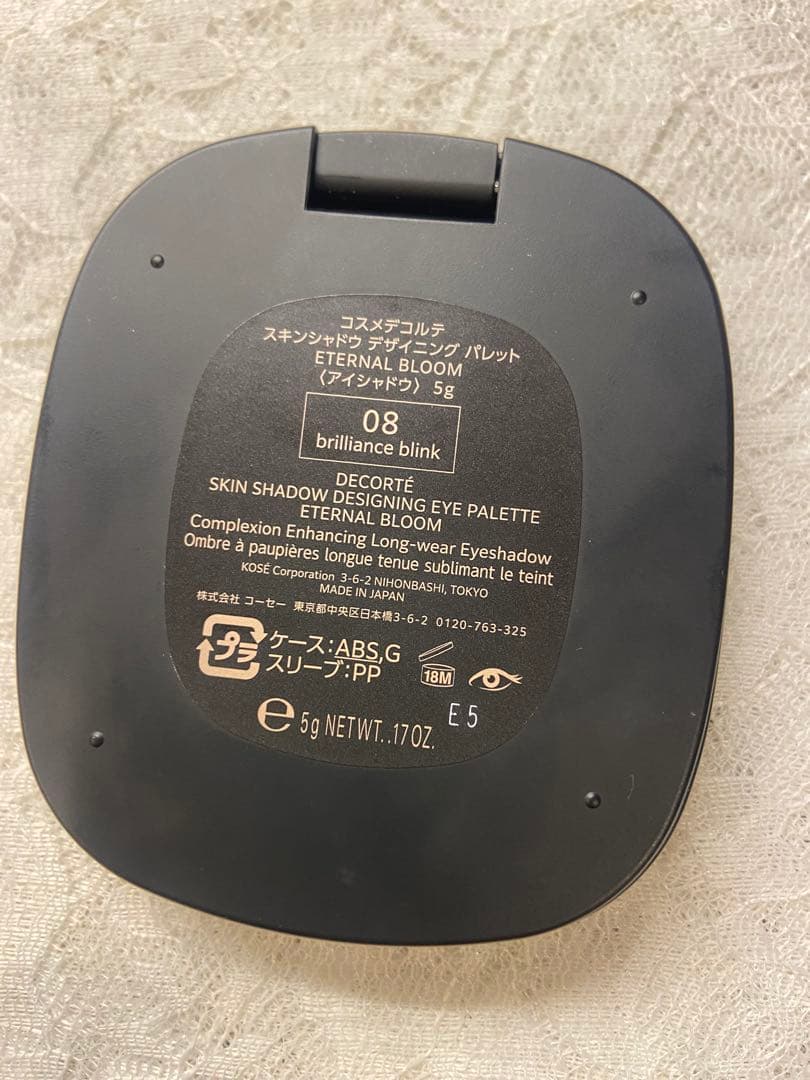 コスメデコルテ
スキンシャドウ デザイニング パレット
ETERNAL BLOOM
〈アイシャドウ〉 5g
08
brilliance blink
DECORTÉ
SKIN SHADOW DESIGNING EYE PALETTE
ETERNAL BLOOM
Complexion Enhancing Long-wear Eyeshadow
Ombre à paupières longue tenue sublimant le teint
KOSÉ Corporation 3-6-2 NIHONBASHI, TOKYO
MADE IN JAPAN
株式会社 コーセー 東京都中央区日本橋3-6-2 0120-763-325
プラ ケース:ABS,G
スリーブ:PP
18M
E5
℮ 5g NET WT. .17 OZ.